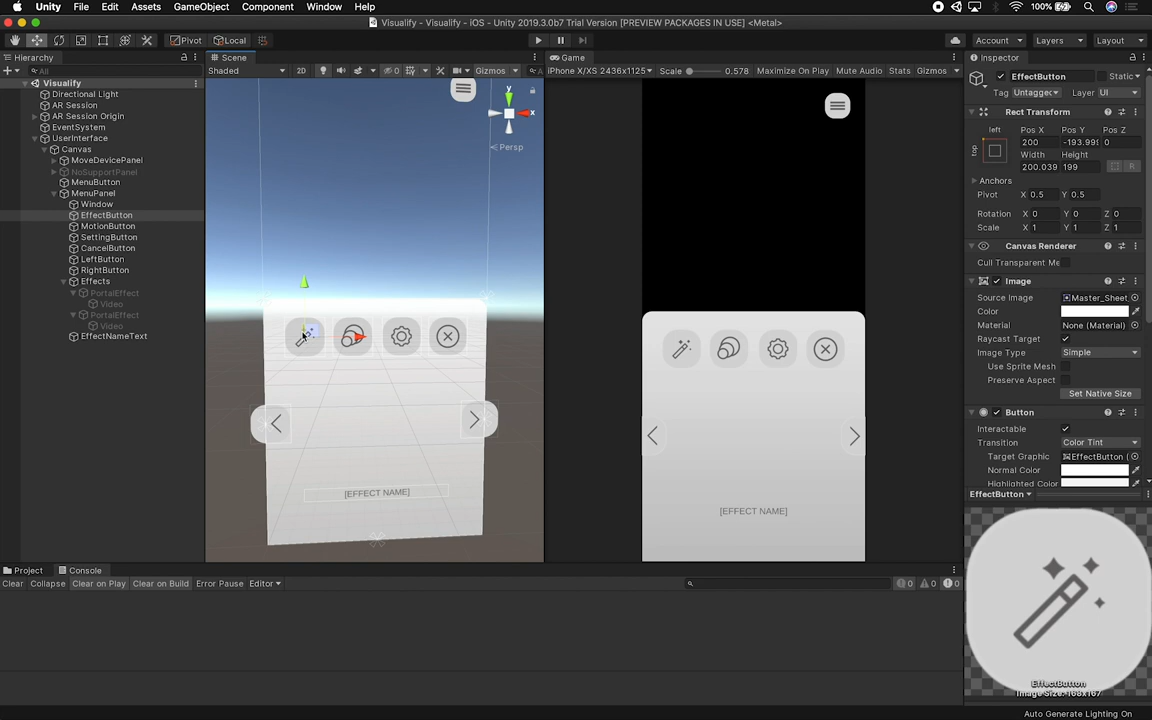 Unity File Edit Assets GameObject Component Window Help 100%
Visualify - Visualify - iOS - Unity 2019.3.0b7 Trial Version [PREVIEW PACKAGES IN USE] <Metal>
Pivot Local Account Layers Layout
Hierarchy Scene Game Inspector
All Shaded 2D 0 Gizmos A iPhone X/XS 2436x1125 Scale 0.578 Maximize On Play Mute Audio Stats Gizmos
EffectButton Static
Tag Untagged Layer UI
Visualify
Directional Light
AR Session
AR Session Origin
EventSystem
UserInterface
Canvas
MoveDevicePanel
NoSupportPanel
MenuButton
MenuPanel
Window
EffectButton
MotionButton
SettingButton
CancelButton
LeftButton
RightButton
Effects
PortalEffect
Video
PortalEffect
Video
EffectNameText
y
x
Persp
[EFFECT NAME]
[EFFECT NAME]
Rect Transform
left Pos X Pos Y Pos Z
top 200 -193.999 0
Width Height
200.039 199 R
Anchors
Pivot X 0.5 Y 0.5
Rotation X 0 Y 0 Z 0
Scale X 1 Y 1 Z 1
Canvas Renderer
Cull Transparent Me
Image
Source Image Master_Sheet_
Color
Material None (Material)
Raycast Target
Image Type Simple
Use Sprite Mesh
Preserve Aspect
Set Native Size
Button
Interactable
Transition Color Tint
Target Graphic EffectButton (
Normal Color
Highlighted Color
EffectButton
EffectButton
Image Size: 168x167
Project Console
Clear Collapse Clear on Play Clear on Build Error Pause Editor 0 0 0
Auto Generate Lighting On